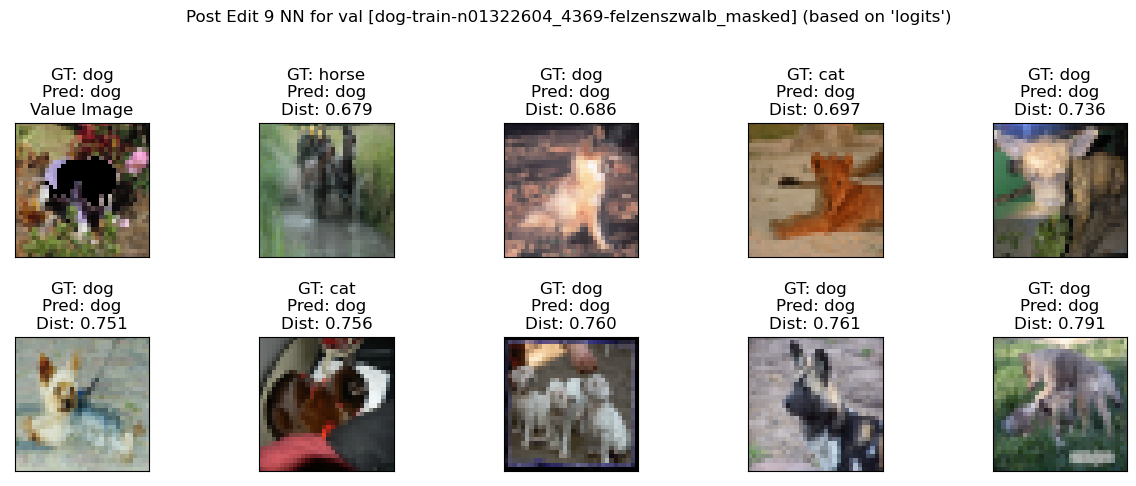 Post Edit 9 NN for val [dog-train-n01322604_4369-felzenszwalb_masked] (based on 'logits')
GT: dog
Pred: dog
Value Image
GT: horse
Pred: dog
Dist: 0.679
GT: dog
Pred: dog
Dist: 0.686
GT: cat
Pred: dog
Dist: 0.697
GT: dog
Pred: dog
Dist: 0.736
GT: dog
Pred: dog
Dist: 0.751
GT: cat
Pred: dog
Dist: 0.756
GT: dog
Pred: dog
Dist: 0.760
GT: dog
Pred: dog
Dist: 0.761
GT: dog
Pred: dog
Dist: 0.791